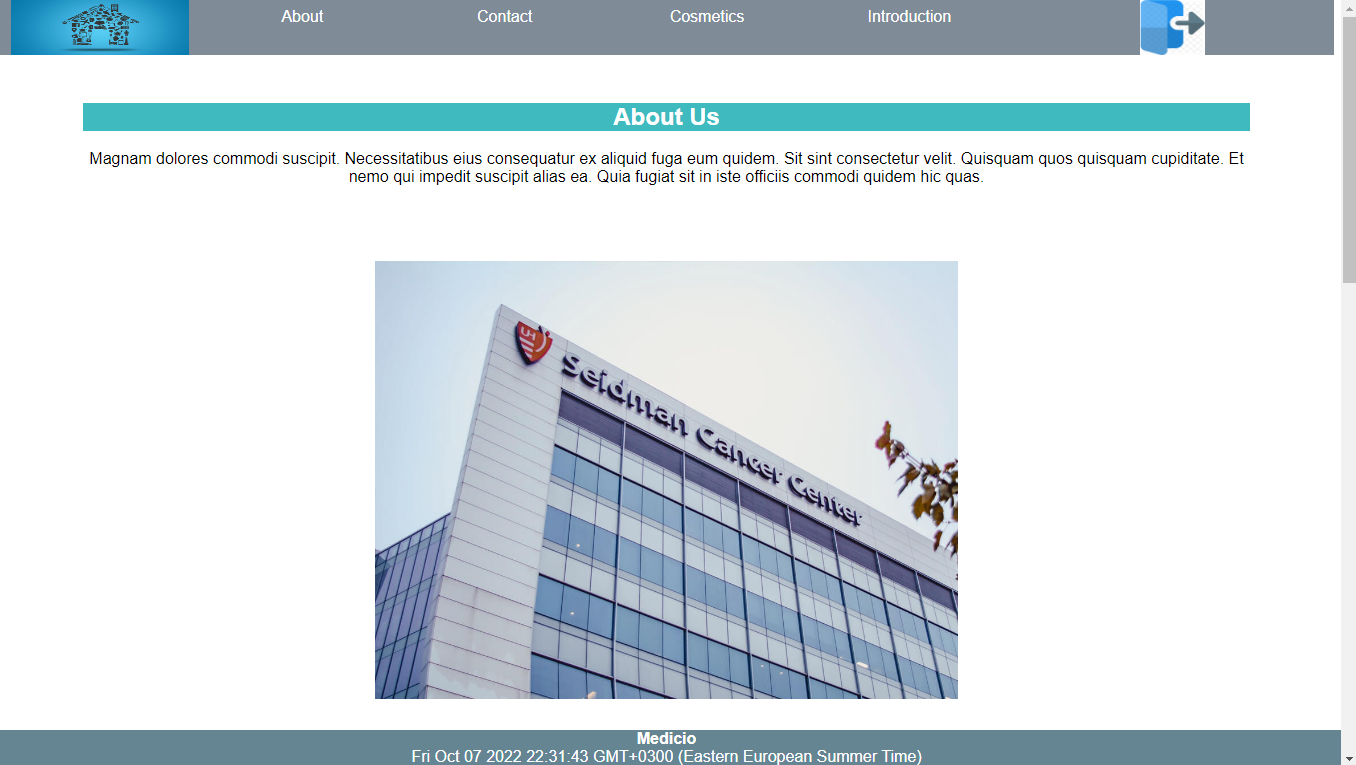 About
Contact
Cosmetics
Introduction
About Us
Magnam dolores commodi suscipit. Necessitatibus eius consequatur ex aliquid fuga eum quidem. Sit sint consectetur velit. Quisquam quos quisquam cupiditate. Et
nemo qui impedit suscipit alias ea. Quia fugiat sit in iste officiis commodi quidem hic quas.
UH
Seidman Cancer Center
Medicio
Fri Oct 07 2022 22:31:43 GMT+0300 (Eastern European Summer Time)